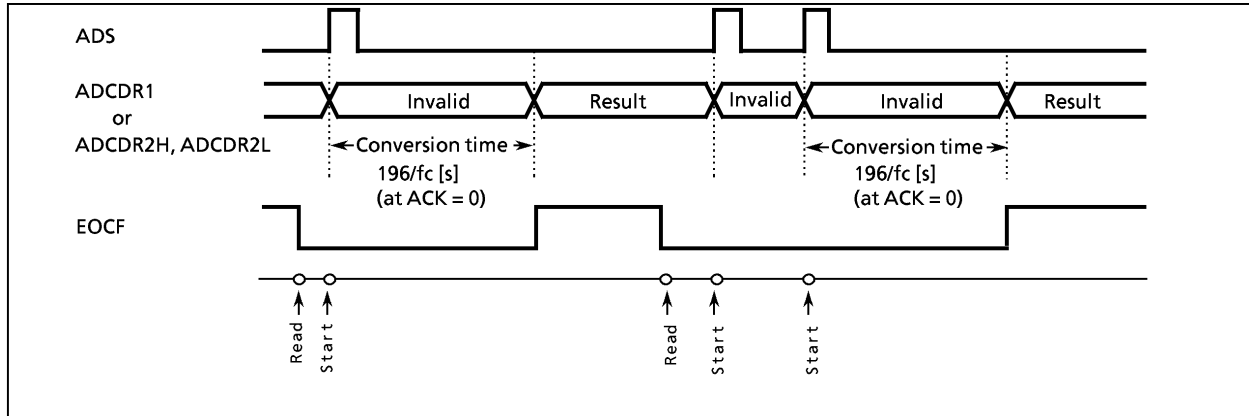 ADS
ADCDR1
or
ADCDR2H, ADCDR2L
Invalid
Result
Invalid
Invalid
Result
Conversion time
196/fc [s]
(at ACK = 0)
Conversion time
196/fc [s]
(at ACK = 0)
EOCF
Read
Start
Read
Start
Start